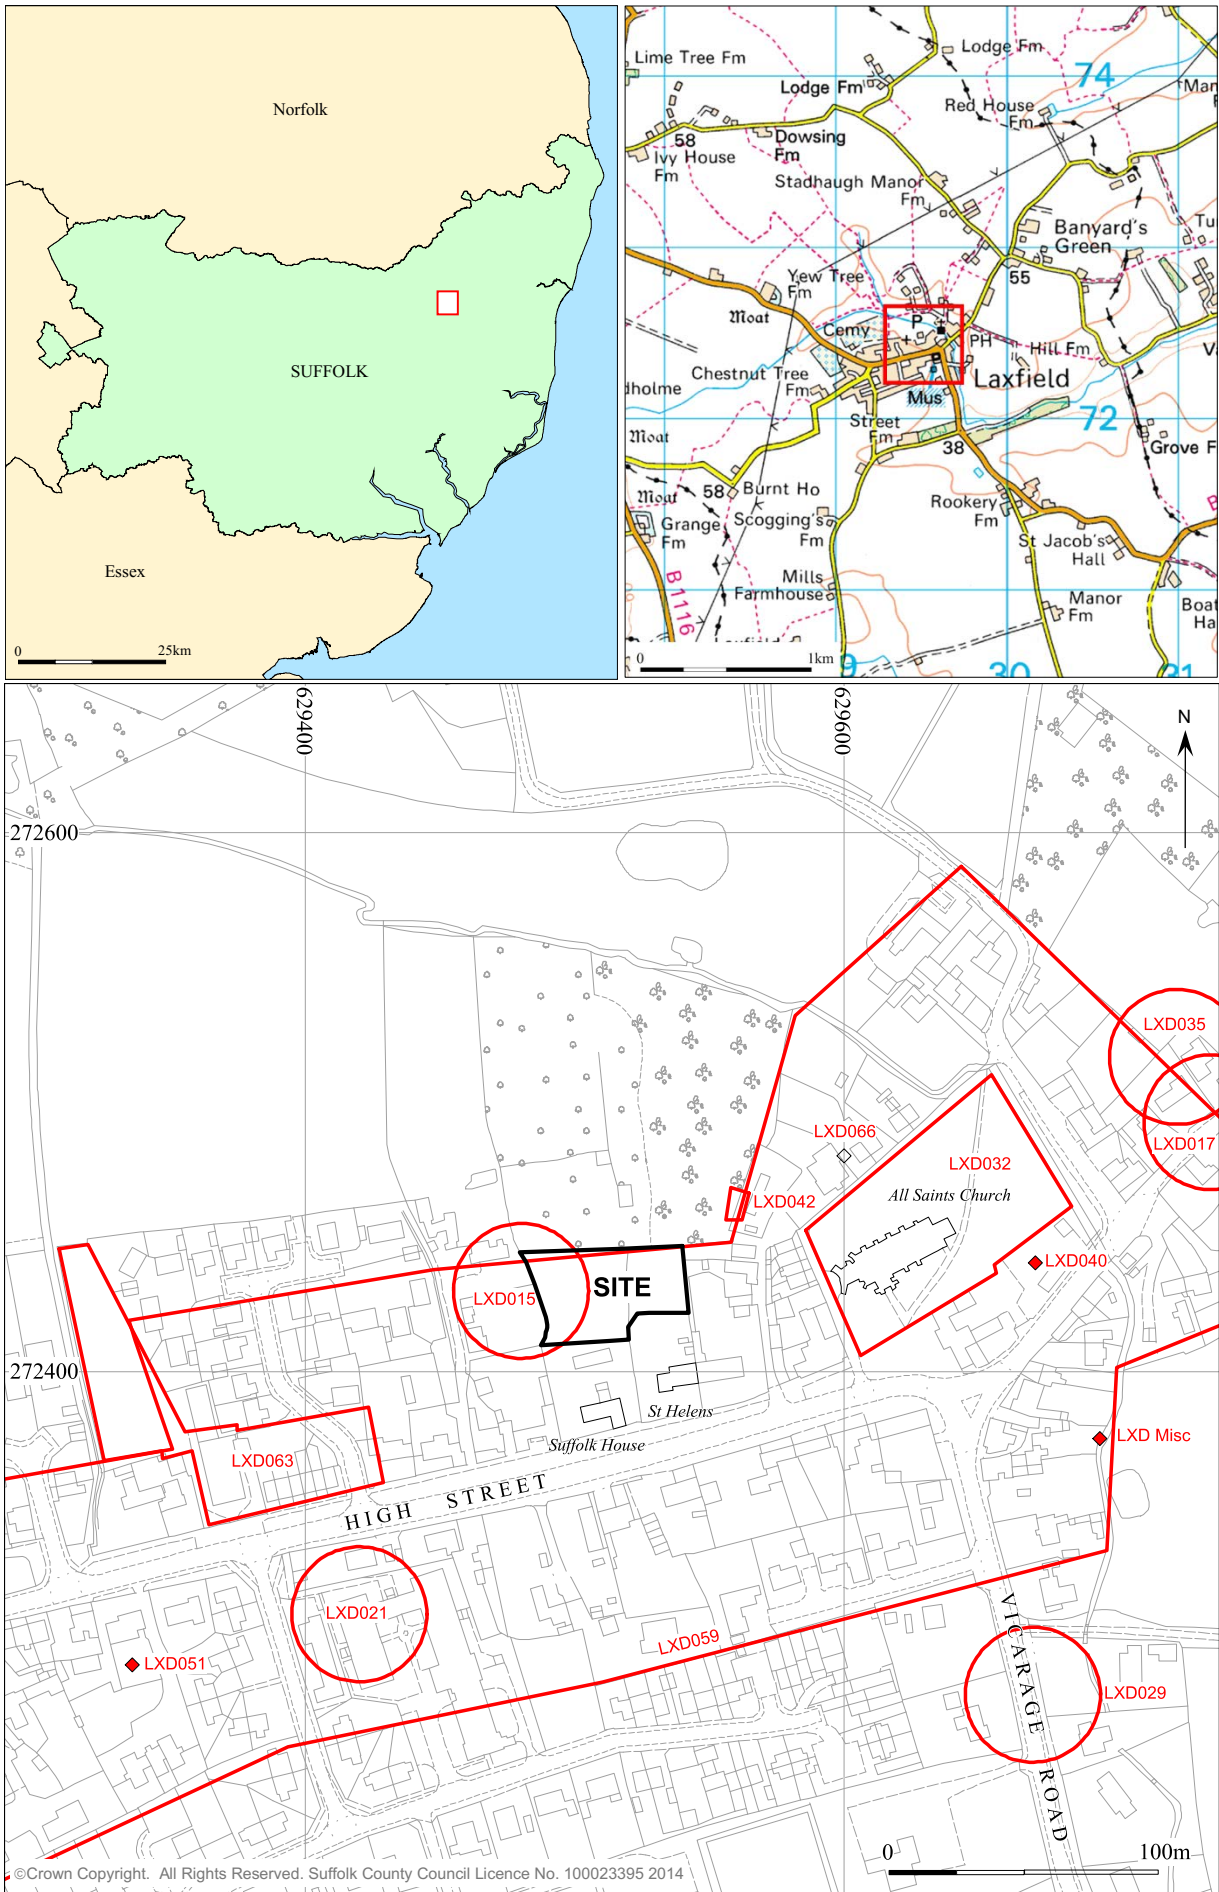 Norfolk
SUFFOLK
Essex
0
25km
Lime Tree Fm
Lodge Fm
74
Lodge Fm
Red House
Fm
58
Dowsing
Fm
Ivy House
Fm
Stadhaugh Manor
Fm
Banyard's
Green
55
Yew Tree
Fm
Moat
Cemy
P
PH
Hill Fm
Chestnut Tree
Fm
dholme
Laxfield
Mus
72
Street
Fm
Moat
38
Grove F
58
Burnt Ho
Moat
Rookery
Fm
Grange
Fm
Scogging's
Fm
St Jacob's
Hall
Mills
Farmhouse
Manor
Fm
Boat
Ha
B1116
0
1km
9
30
31
629400
629600
N
272600
LXD035
LXD017
LXD066
LXD032
All Saints Church
LXD042
LXD040
SITE
LXD015
272400
St Helens
Suffolk House
LXD Misc
LXD063
HIGH STREET
LXD021
LXD059
LXD051
VICARAGE ROAD
LXD029
0
100m
©Crown Copyright. All Rights Reserved. Suffolk County Council Licence No. 100023395 2014